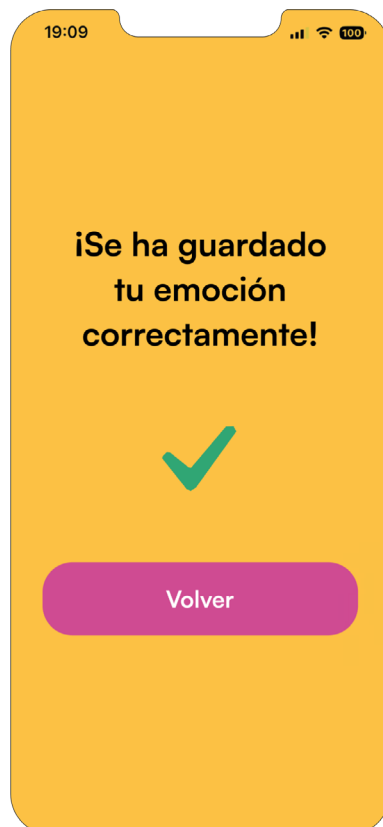 19:09
100
¡Se ha guardado
tu emoción
correctamente!
Volver